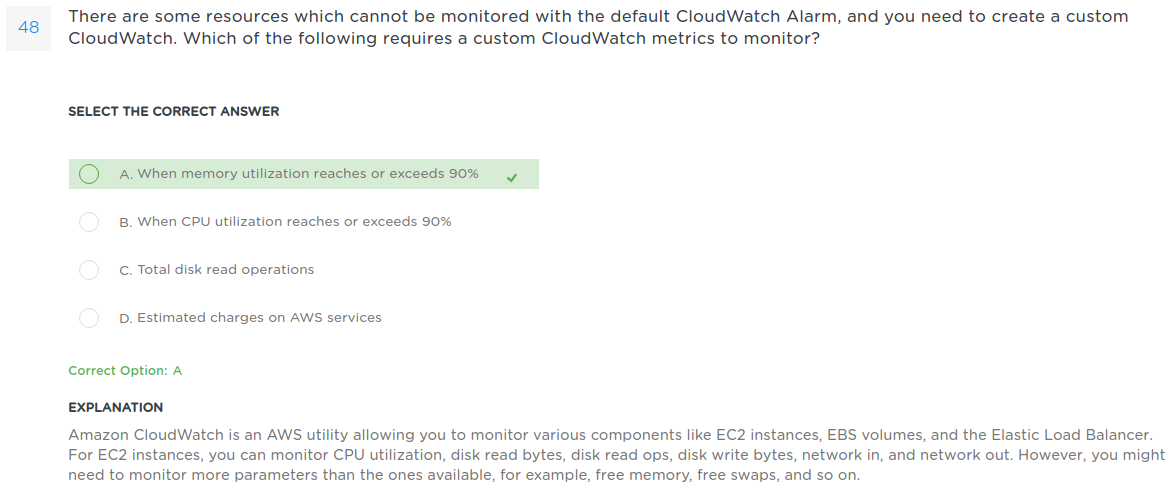 48
There are some resources which cannot be monitored with the default CloudWatch Alarm, and you need to create a custom
CloudWatch. Which of the following requires a custom CloudWatch metrics to monitor?
SELECT THE CORRECT ANSWER
A. When memory utilization reaches or exceeds 90%
B. When CPU utilization reaches or exceeds 90%
C. Total disk read operations
D. Estimated charges on AWS services
Correct Option: A
EXPLANATION
Amazon CloudWatch is an AWS utility allowing you to monitor various components like EC2 instances, EBS volumes, and the Elastic Load Balancer.
For EC2 instances, you can monitor CPU utilization, disk read bytes, disk read ops, disk write bytes, network in, and network out. However, you might
need to monitor more parameters than the ones available, for example, free memory, free swaps, and so on.